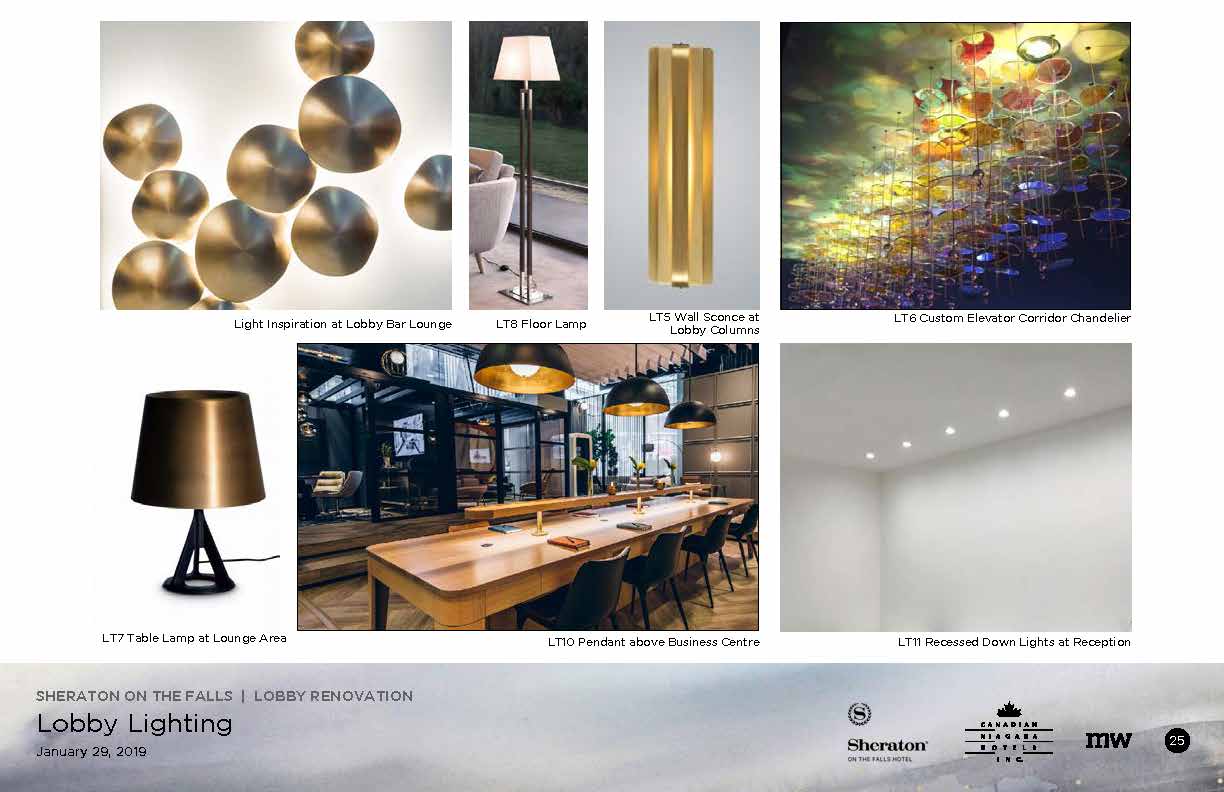 Light Inspiration at Lobby Bar Lounge
LT8 Floor Lamp
LT5 Wall Sconce at
Lobby Columns
LT6 Custom Elevator Corridor Chandelier
LT7 Table Lamp at Lounge Area
LT10 Pendant above Business Centre
LT11 Recessed Down Lights at Reception
SHERATON ON THE FALLS | LOBBY RENOVATION
Lobby Lighting
January 29, 2019
S
Sheraton
ON THE FALLS HOTEL
CANADIAN
NIAGARA
HOTELS
INC.
mw
25